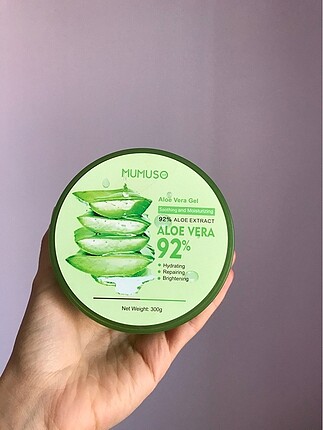 MUMUSO
Aloe Vera Gel
Soothing and Moisturizing
92% ALOE EXTRACT
ALOE VERA
92%
Hydrating
Repairing
Brightening
Net Weight: 300g